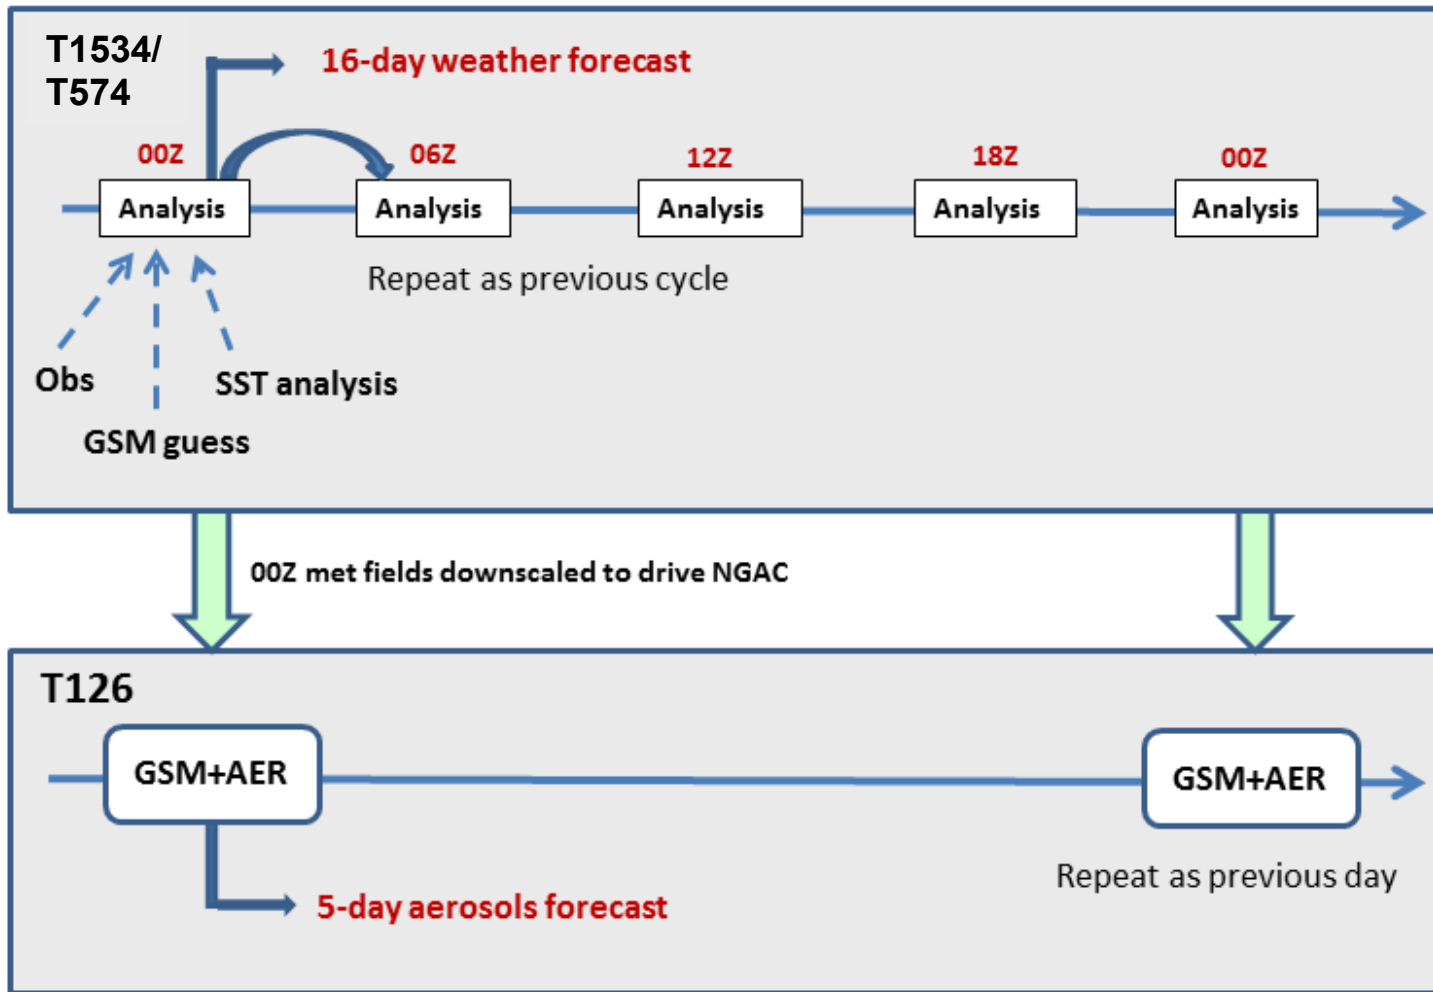 T1534/
T574
16-day weather forecast
00Z
06Z
12Z
18Z
00Z
Analysis
Analysis
Analysis
Analysis
Analysis
Repeat as previous cycle
Obs
SST analysis
GSM guess
00Z met fields downscaled to drive NGAC
T126
GSM+AER
GSM+AER
Repeat as previous day
5-day aerosols forecast